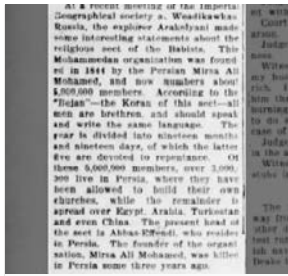 At a recent meeting of the Imperial
Geographical society a. Weadikawkas.
Russia, the explorer Arakelyani made
some interesting statements about the
religious sect of the Babists. This
Mohammedan organization was found-
ed in 1844 by the Persian Mirza Ali
Mohamed, and now numbers about
5,000,000 members. According to the
"Bejan"—the Koran of this sect—all
men are brethren, and should speak
and write the same language. The
year is divided into nineteen months
and nineteen days, of which the latter
five are devoted to repentance. Of
these 5,000,000 members, over 3,000,-
000 live in Persia, where they have
been allowed to build their own
churches, while the remainder is
spread over Egypt, Arabia, Turkestan
and even China. The present head of
the sect is Abbas-Effendi, who resides
in Persia. The founder of the organi-
sation, Mirza Ali Mohamed, was killed
in Persia some three years ago.